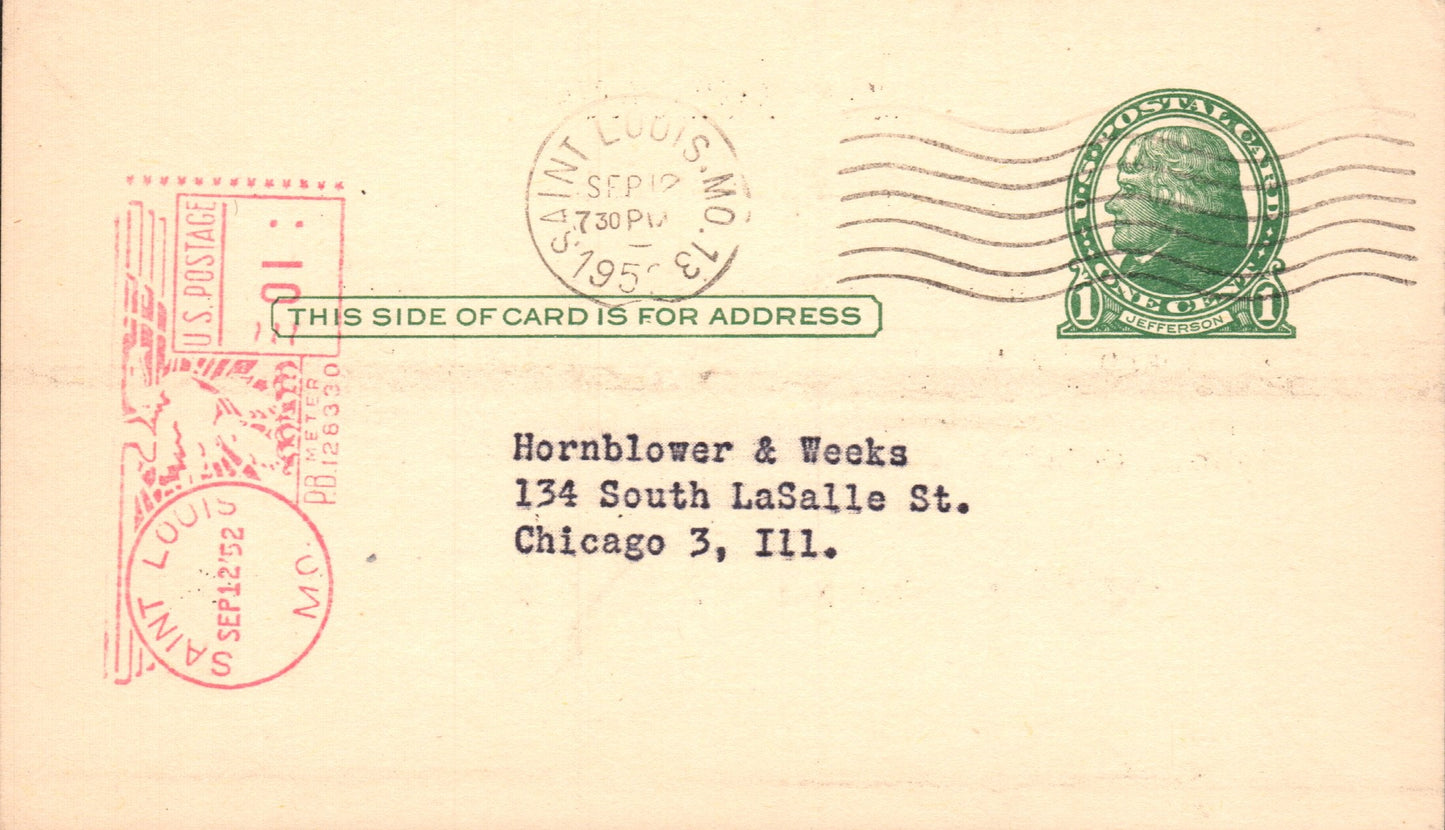 SAINT LOUIS, MO. 13
SEP 12
7 30 PM
195
U.S. POSTAL CARD
ONE CENT
1 1
JEFFERSON
THIS SIDE OF CARD IS FOR ADDRESS
U.S. POSTAGE
01
P.B. METER
P.B. 128330
SAINT LOUIS
MO.
SEP 12 '52
Hornblower & Weeks
134 South LaSalle St.
Chicago 3, Ill.